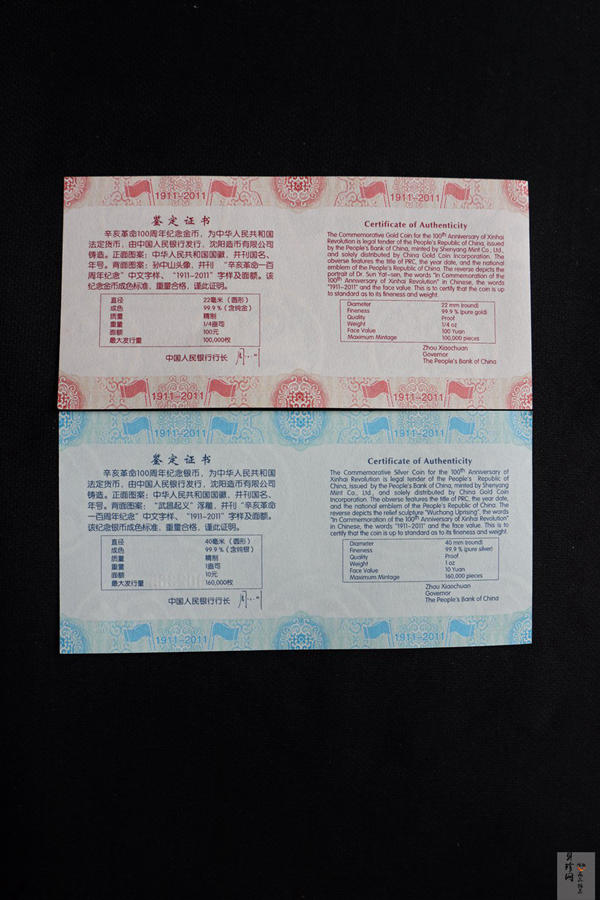 1911-2011
1911-2011
鉴定证书
辛亥革命100周年纪念金币，为中华人民共和国
法定货币，由中国人民银行发行，沈阳造币有限公司
铸造。正面图案：中华人民共和国国徽，并刊国名、
年号。背面图案：孙中山头像，并刊 “辛亥革命一百
周年纪念”中文字样、“1911-2011”字样及面额。该
纪念金币成色标准、重量合格，谨此证明。
直径 22毫米（圆形）
成色 99.9％（含纯金）
质量 精制
重量 1/4盎司
面额 100元
最大发行量 100,000枚
中国人民银行行长
Certificate of Authenticity
The Commemorative Gold Coin for the 100th Anniversary of Xinhai
Revolution is legal tender of the People's Republic of China, issued
by the People's Bank of China, minted by Shenyang Mint Co., Ltd.,
and solely distributed by China Gold Coin Incorporation. The
obverse features the title of PRC, the year date, and the national
emblem of the People's Republic of China. The reverse depicts the
portrait of Dr. Sun Yat-sen, the words "In Commemoration of the
100th Anniversary of Xinhai Revolution" in Chinese, the words
"1911-2011" and the face value. This is to certify that the coin is up
to standard as to its fineness and weight.
Diameter 22 mm (round)
Fineness 99.9 % (pure gold)
Quality Proof
Weight 1/4 oz
Face Value 100 Yuan
Maximum Mintage 100,000 pieces
Zhou Xiaochuan
Governor
The People's Bank of China
1911-2011
1911-2011
1911-2011
1911-2011
鉴定证书
辛亥革命100周年纪念银币，为中华人民共和国
法定货币，由中国人民银行发行，沈阳造币有限公司
铸造。正面图案：中华人民共和国国徽，并刊国名、
年号。背面图案：“武昌起义”浮雕，并刊“辛亥革命
一百周年纪念”中文字样、“1911-2011”字样及面额。
该纪念银币成色标准、重量合格，谨此证明。
直径 40毫米（圆形）
成色 99.9％（含纯银）
质量 精制
重量 1盎司
面额 10元
最大发行量 160,000枚
中国人民银行行长
Certificate of Authenticity
The Commemorative Silver Coin for the 100th Anniversary of
Xinhai Revolution is legal tender of the People's Republic of
China, issued by the People's Bank of China, minted by Shenyang
Mint Co., Ltd., and solely distributed by China Gold Coin
Incorporation. The obverse features the title of PRC, the year date,
and the national emblem of the People's Republic of China. The
reverse depicts the relief sculpture "Wuchang Uprising", the words
"In Commemoration of the 100th Anniversary of Xinhai Revolution"
in Chinese, the words "1911-2011" and the face value. This is to
certify that the coin is up to standard as to its fineness and weight.
Diameter 40 mm (round)
Fineness 99.9 % (pure silver)
Quality Proof
Weight 1 oz
Face Value 10 Yuan
Maximum Mintage 160,000 pieces
Zhou Xiaochuan
Governor
The People's Bank of China
1911-2011
1911-2011